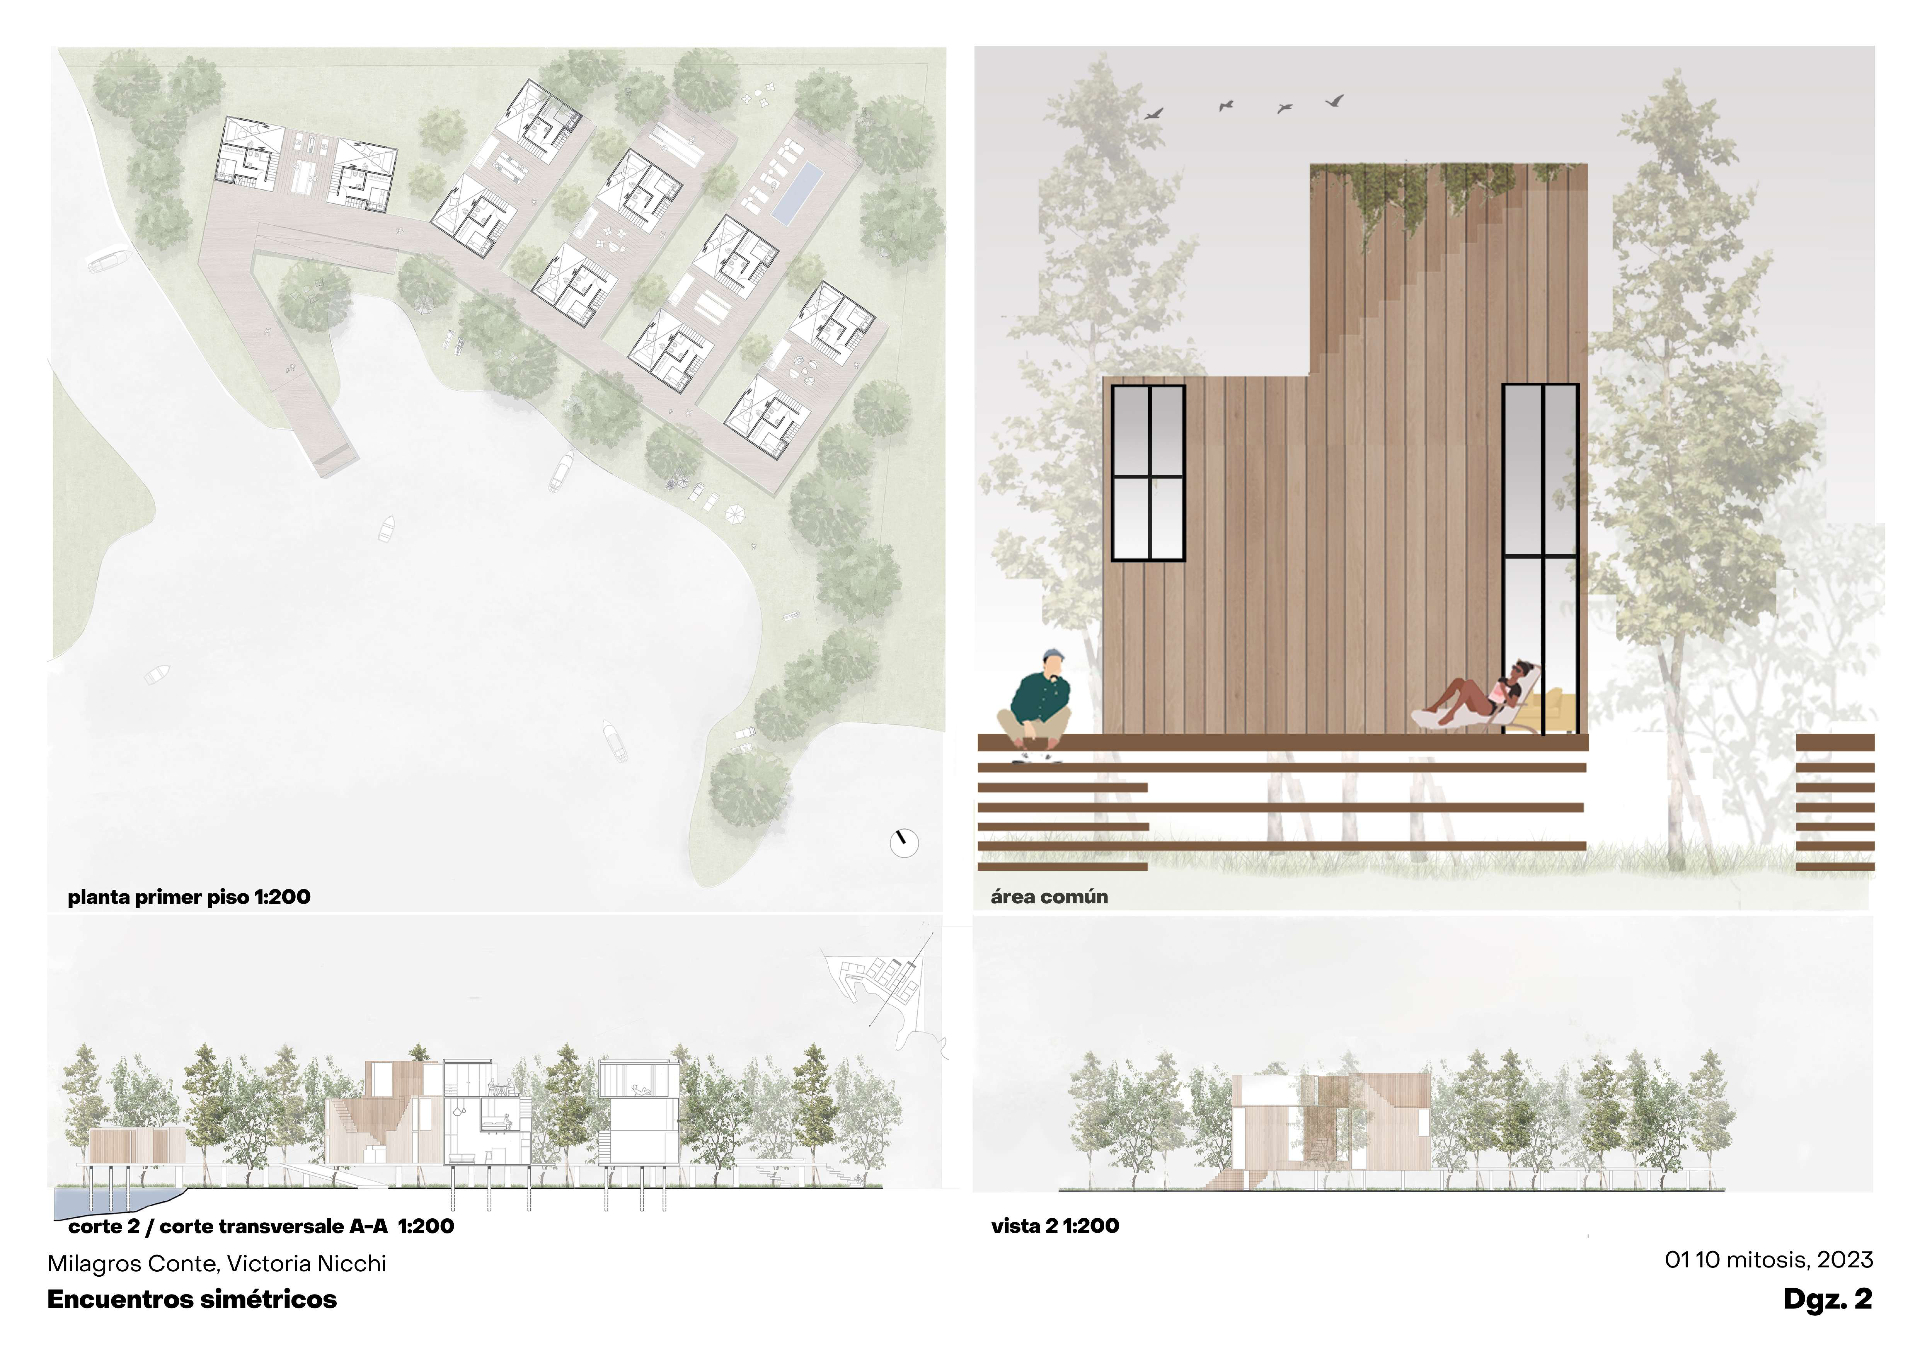 planta primer piso 1:200
área común
corte 2 / corte transversale A-A 1:200
vista 2 1:200
Milagros Conte, Victoria Nicchi
Encuentros simétricos
01 10 mitosis, 2023
Dgz. 2